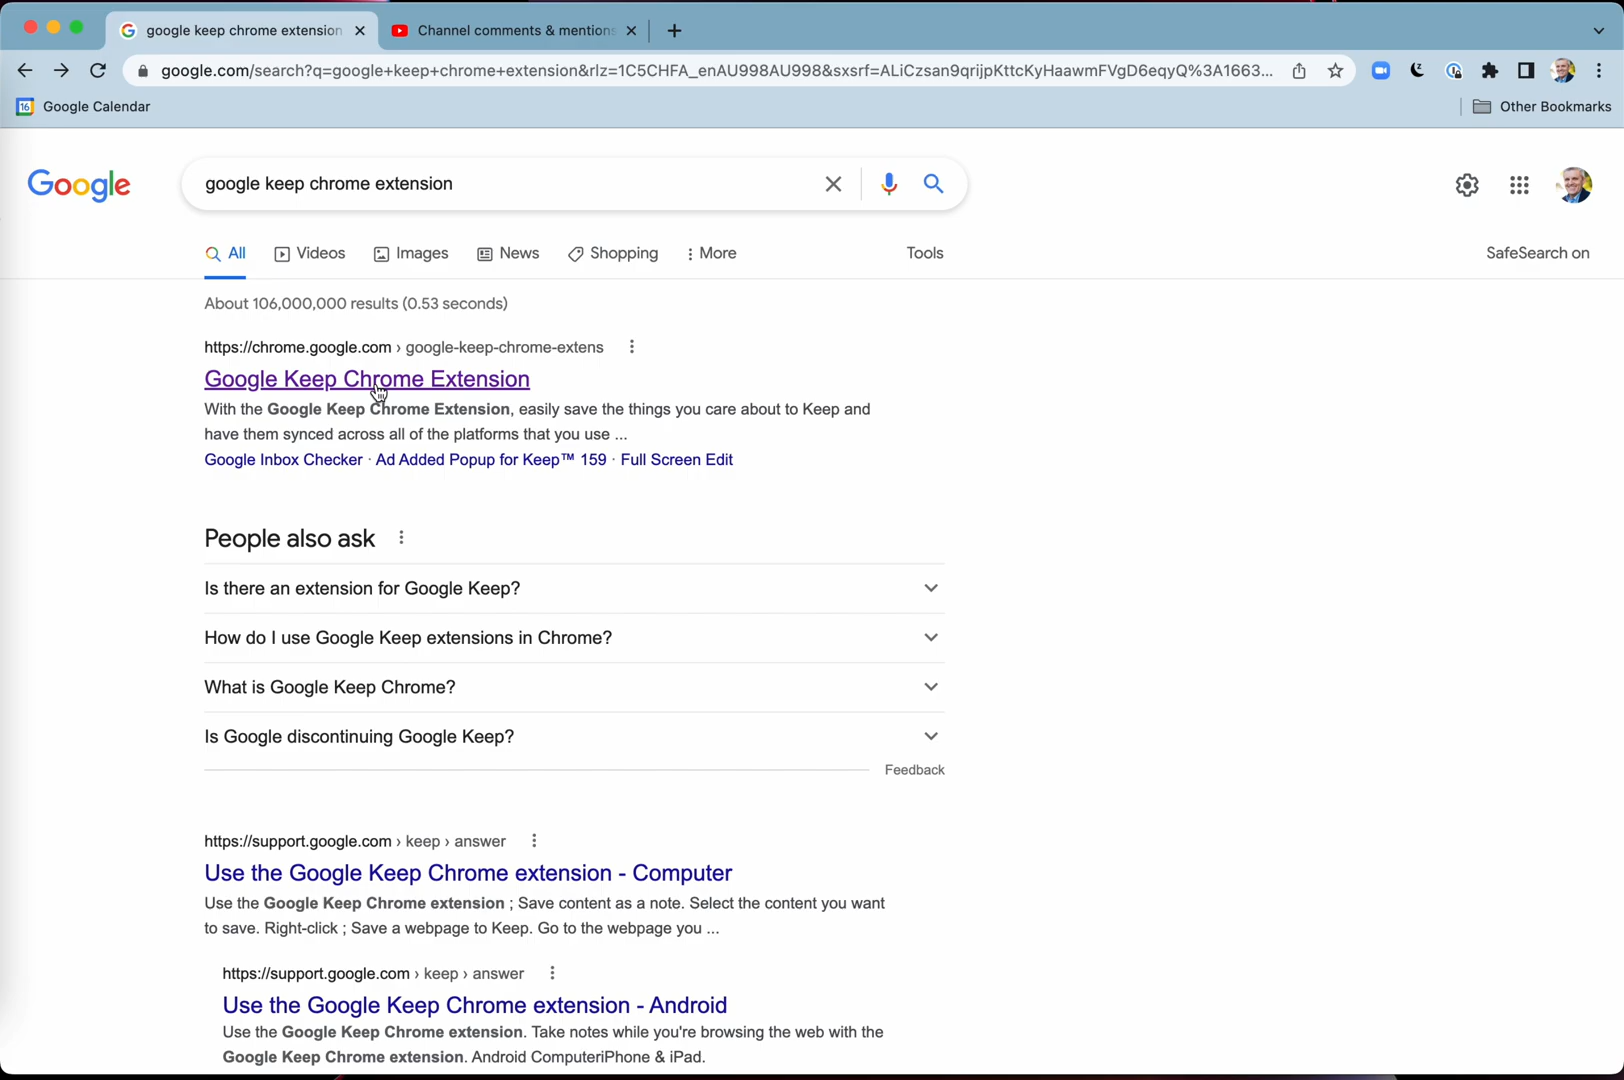 google keep chrome extension
Channel comments & mentions
google.com/search?q=google+keep+chrome+extension&rlz=1C5CHFA_enAU998AU998&sxsrf=ALiCzsan9qrijpKttcKyHaawmFVgD6eqyQ%3A1663...
16 Google Calendar
Other Bookmarks
Google
google keep chrome extension
All Videos Images News Shopping More Tools SafeSearch on
About 106,000,000 results (0.53 seconds)
https://chrome.google.com › google-keep-chrome-extens
Google Keep Chrome Extension
With the Google Keep Chrome Extension, easily save the things you care about to Keep and
have them synced across all of the platforms that you use ...
Google Inbox Checker · Ad Added Popup for Keep™ 159 · Full Screen Edit
People also ask
Is there an extension for Google Keep?
How do I use Google Keep extensions in Chrome?
What is Google Keep Chrome?
Is Google discontinuing Google Keep?
Feedback
https://support.google.com › keep › answer
Use the Google Keep Chrome extension - Computer
Use the Google Keep Chrome extension ; Save content as a note. Select the content you want
to save. Right-click ; Save a webpage to Keep. Go to the webpage you ...
https://support.google.com › keep › answer
Use the Google Keep Chrome extension - Android
Use the Google Keep Chrome extension. Take notes while you're browsing the web with the
Google Keep Chrome extension. Android ComputeriPhone & iPad.